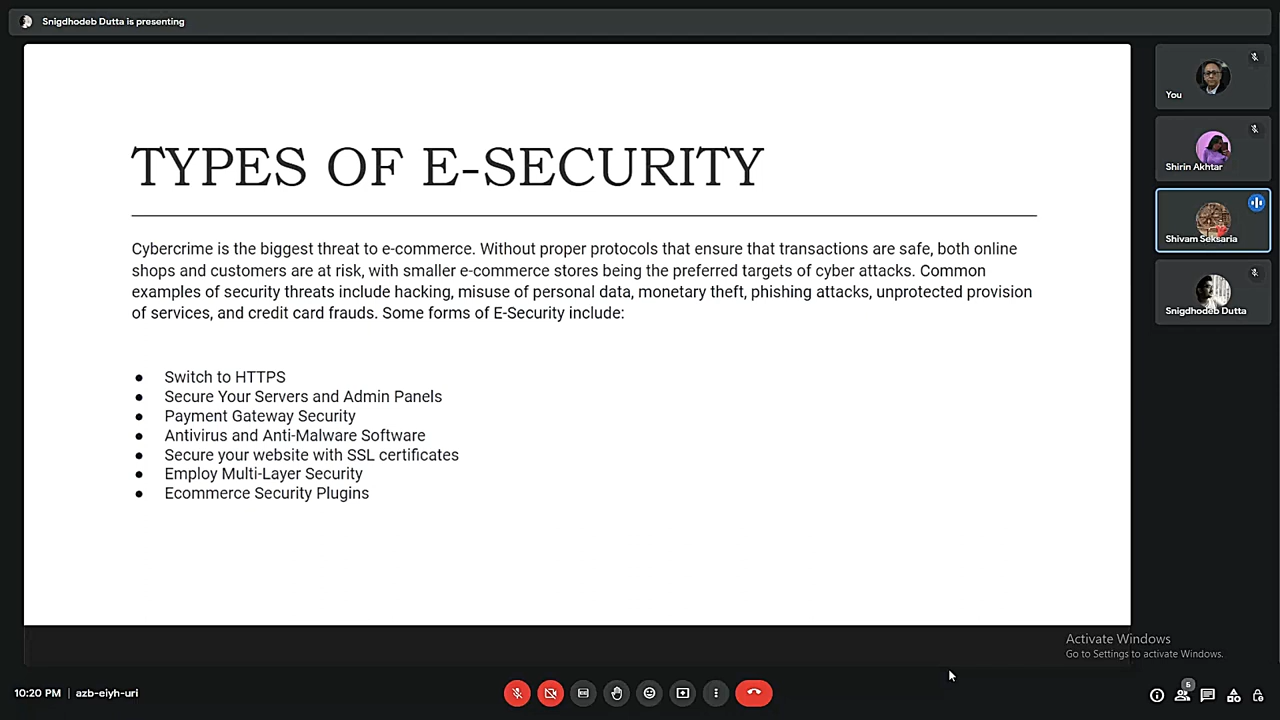 Snigdhodeb Dutta is presenting
TYPES OF E-SECURITY
Cybercrime is the biggest threat to e-commerce. Without proper protocols that ensure that transactions are safe, both online
shops and customers are at risk, with smaller e-commerce stores being the preferred targets of cyber attacks. Common
examples of security threats include hacking, misuse of personal data, monetary theft, phishing attacks, unprotected provision
of services, and credit card frauds. Some forms of E-Security include:
● Switch to HTTPS
● Secure Your Servers and Admin Panels
● Payment Gateway Security
● Antivirus and Anti-Malware Software
● Secure your website with SSL certificates
● Employ Multi-Layer Security
● Ecommerce Security Plugins
You
Shirin Akhtar
Shivam Seksaria
Snigdhodeb Dutta
Activate Windows
Go to Settings to activate Windows.
10:20 PM | azb-eiyh-uri